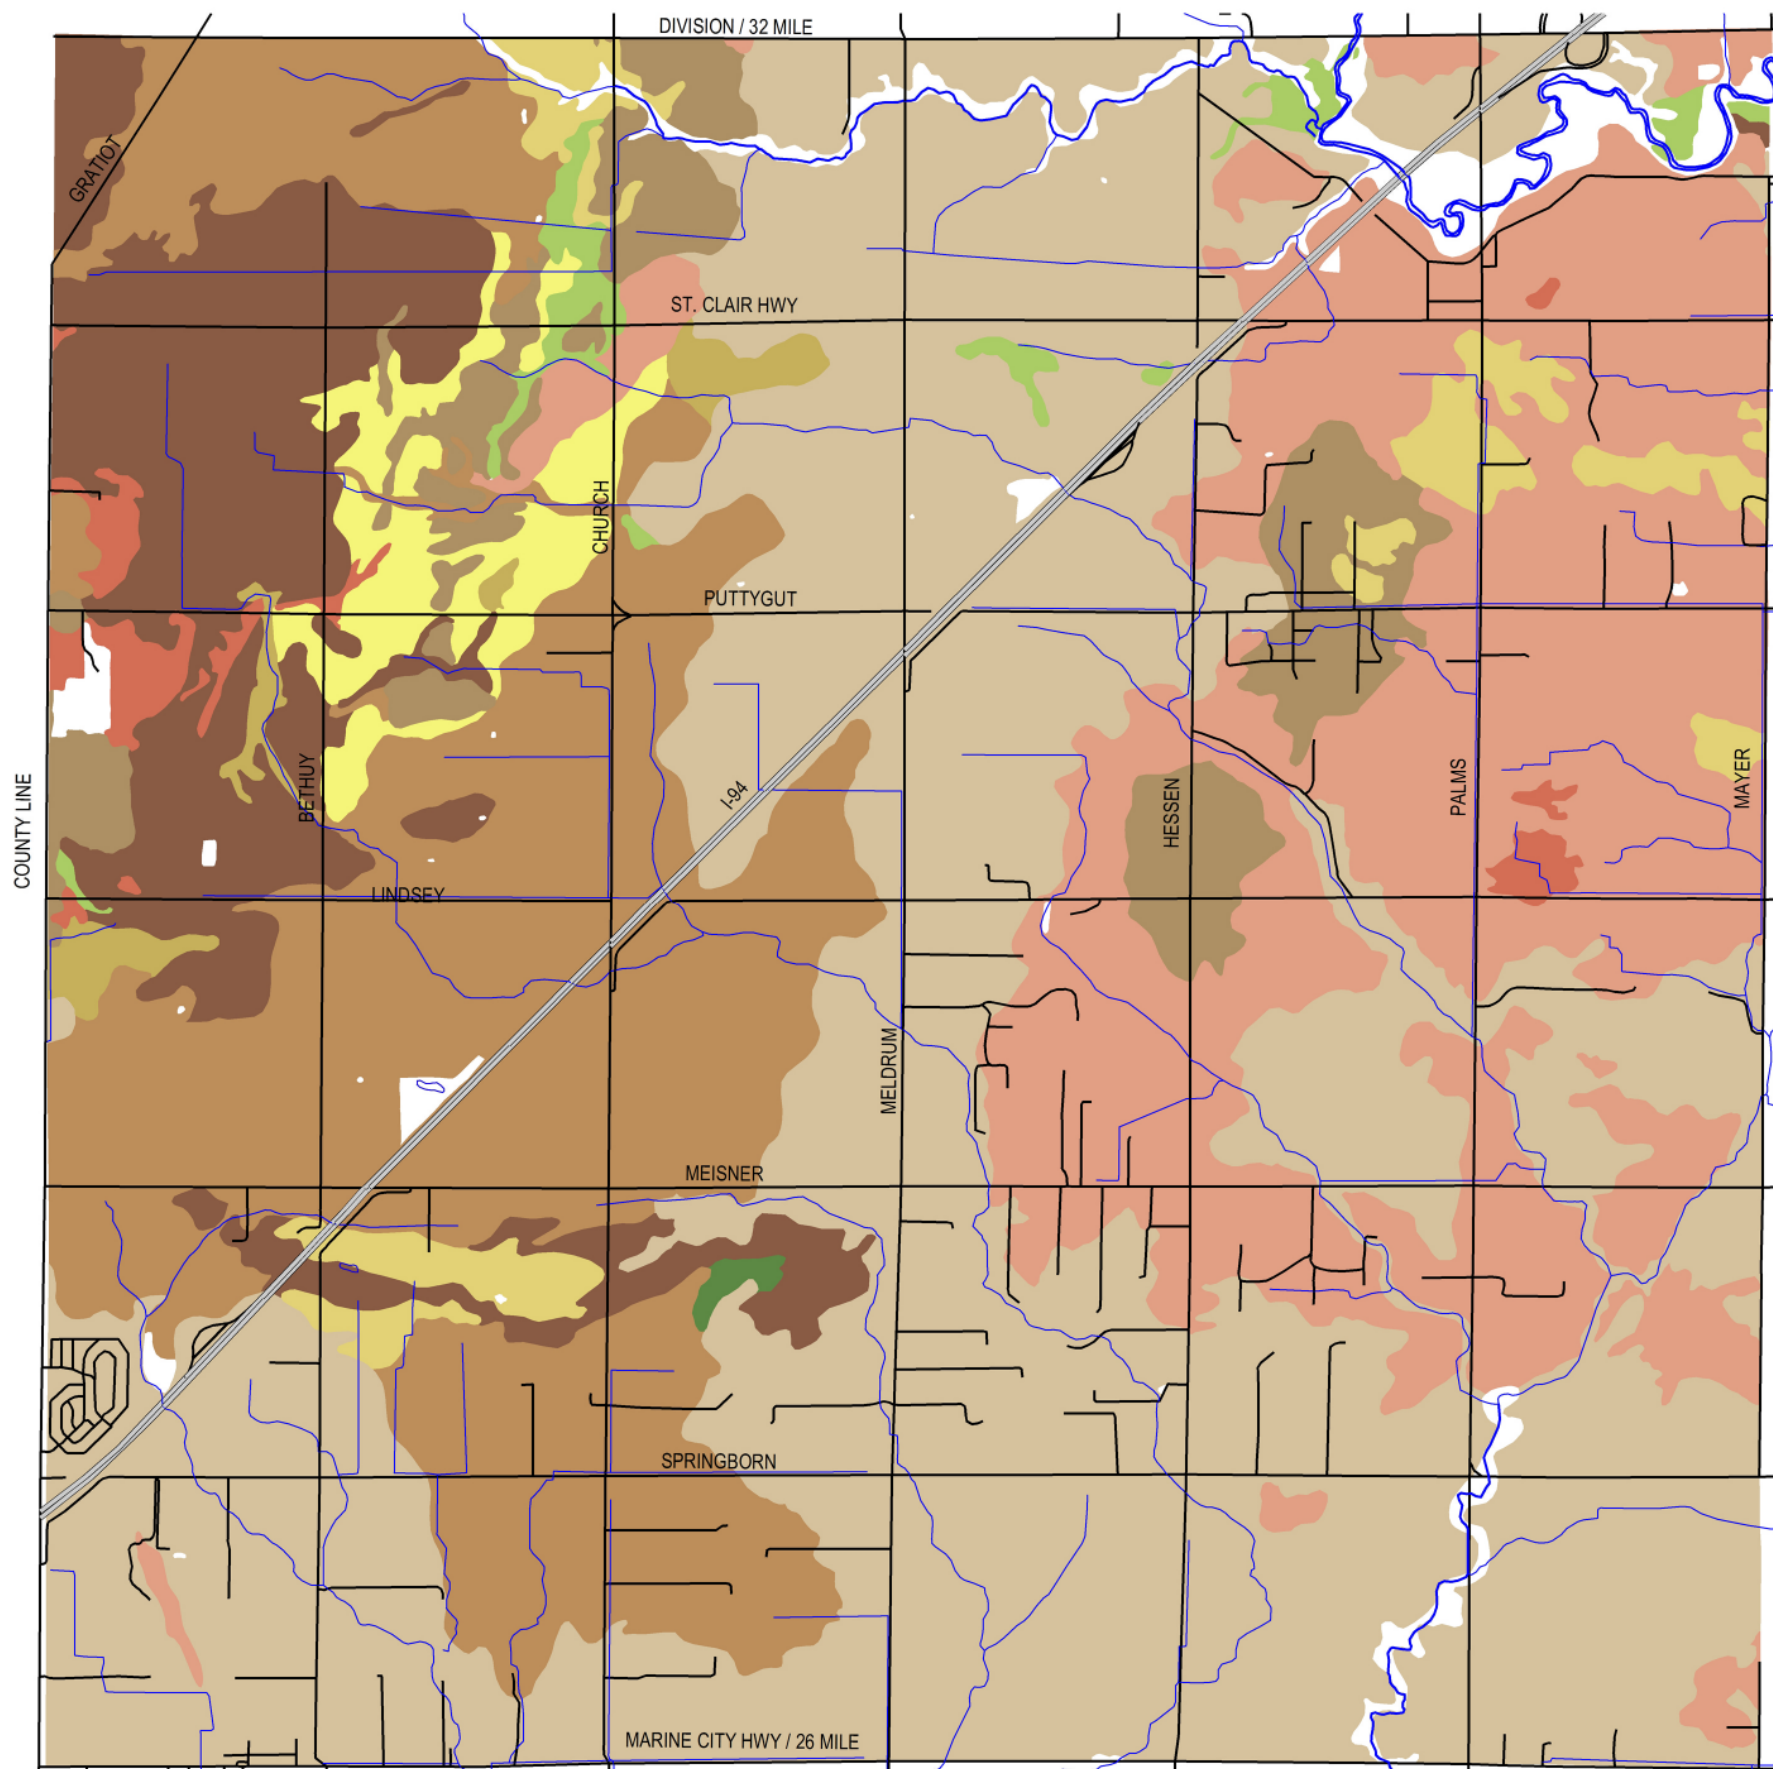 DIVISION / 32 MILE
GRATIOT
ST. CLAIR HWY
CHURCH
PUTTYGUT
COUNTY LINE
BETHUY
I-94
HESSEN
PALMS
MAYER
LINDSEY
MELDRUM
MEISNER
SPRINGBORN
MARINE CITY HWY / 26 MILE